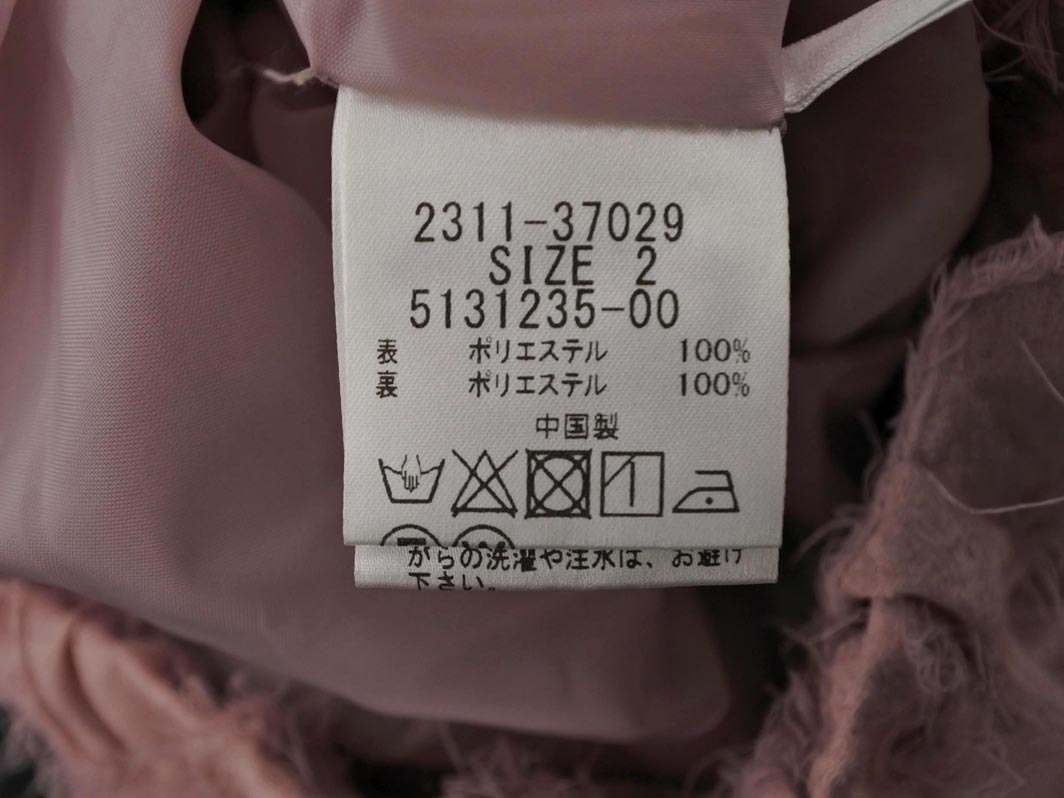 2311-37029
SIZE 2
5131235-00
表 ポリエステル 100%
裏 ポリエステル 100%
中国製
からの洗濯や注水は、お避け
下さい。